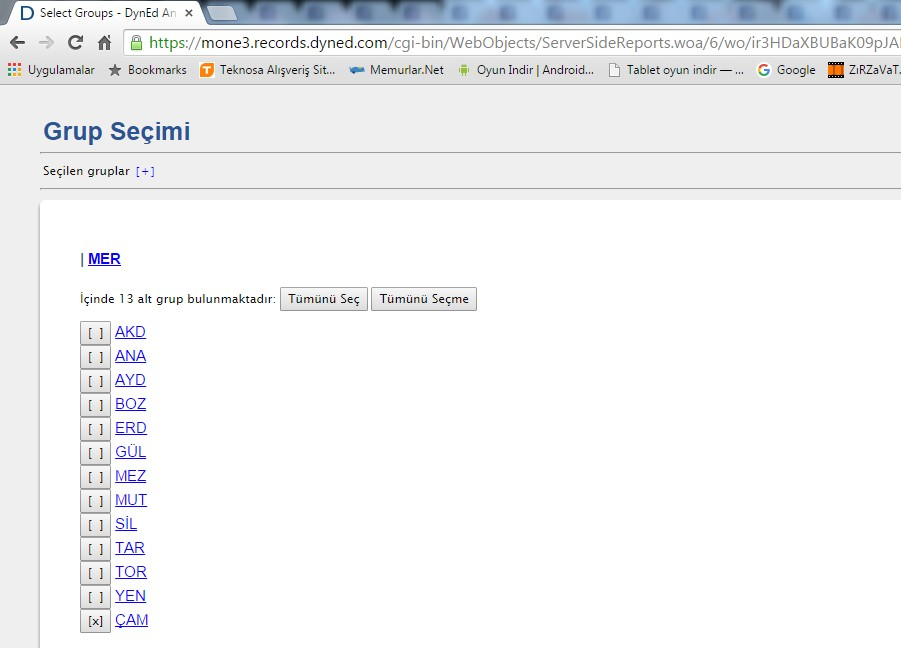 Select Groups - DynEd An
https://mone3.records.dyned.com/cgi-bin/WebObjects/ServerSideReports.woa/6/wo/ir3HDaXBUBaK09pJA
Uygulamalar Bookmarks Teknosa Alışveriş Sit... Memurlar.Net Oyun Indir | Android... Tablet oyun indir — ... Google ZıRZaVaT.
Grup Seçimi
Seçilen gruplar [+]
| MER
İçinde 13 alt grup bulunmaktadır: Tümünü Seç Tümünü Seçme
[ ] AKD
[ ] ANA
[ ] AYD
[ ] BOZ
[ ] ERD
[ ] GÜL
[ ] MEZ
[ ] MUT
[ ] SİL
[ ] TAR
[ ] TOR
[ ] YEN
[x] ÇAM